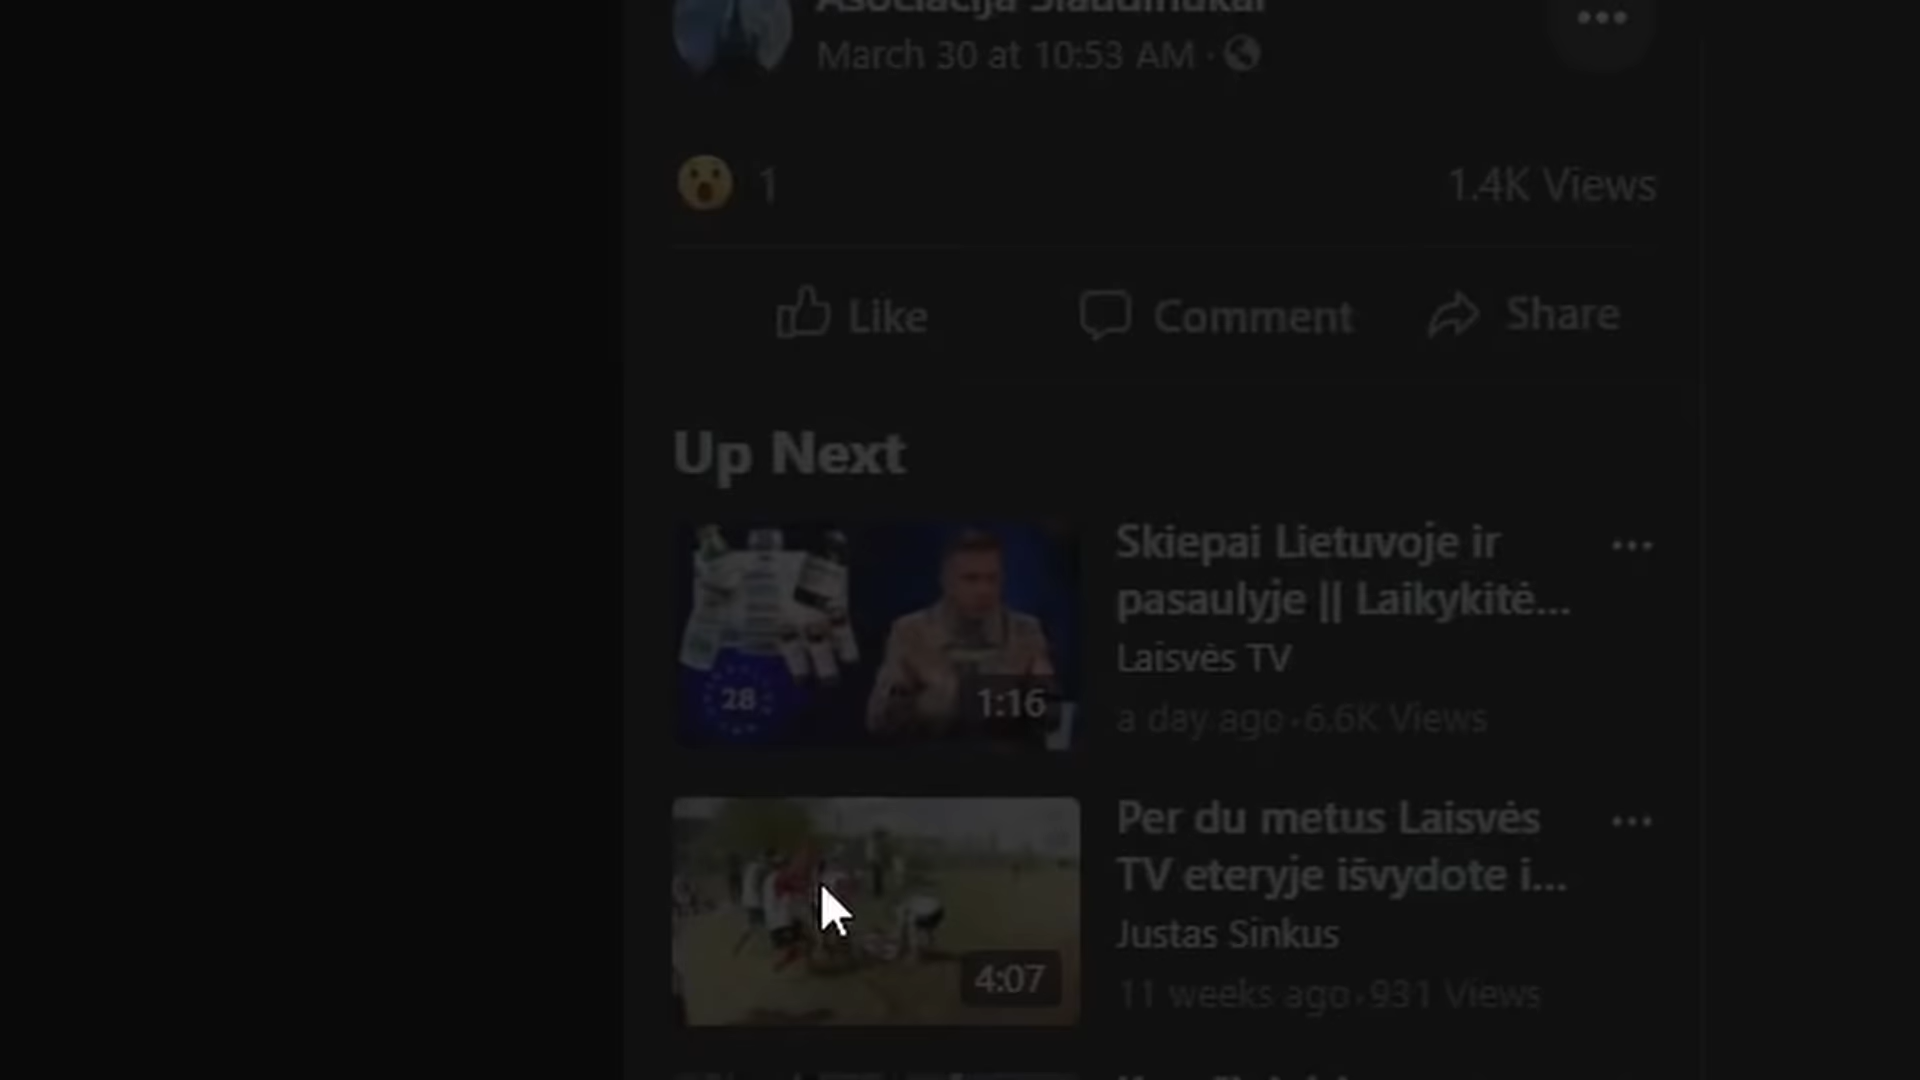 Asociacija Šiaudinukai
March 30 at 10:53 AM ·
1
1.4K Views
Like
Comment
Share
Up Next
Skiepai Lietuvoje ir
pasaulyje || Laikykitė...
Laisvės TV
a day ago · 6.6K Views
28
1:16
Per du metus Laisvės
TV eteryje išvydote i...
Justas Sinkus
11 weeks ago · 931 Views
4:07